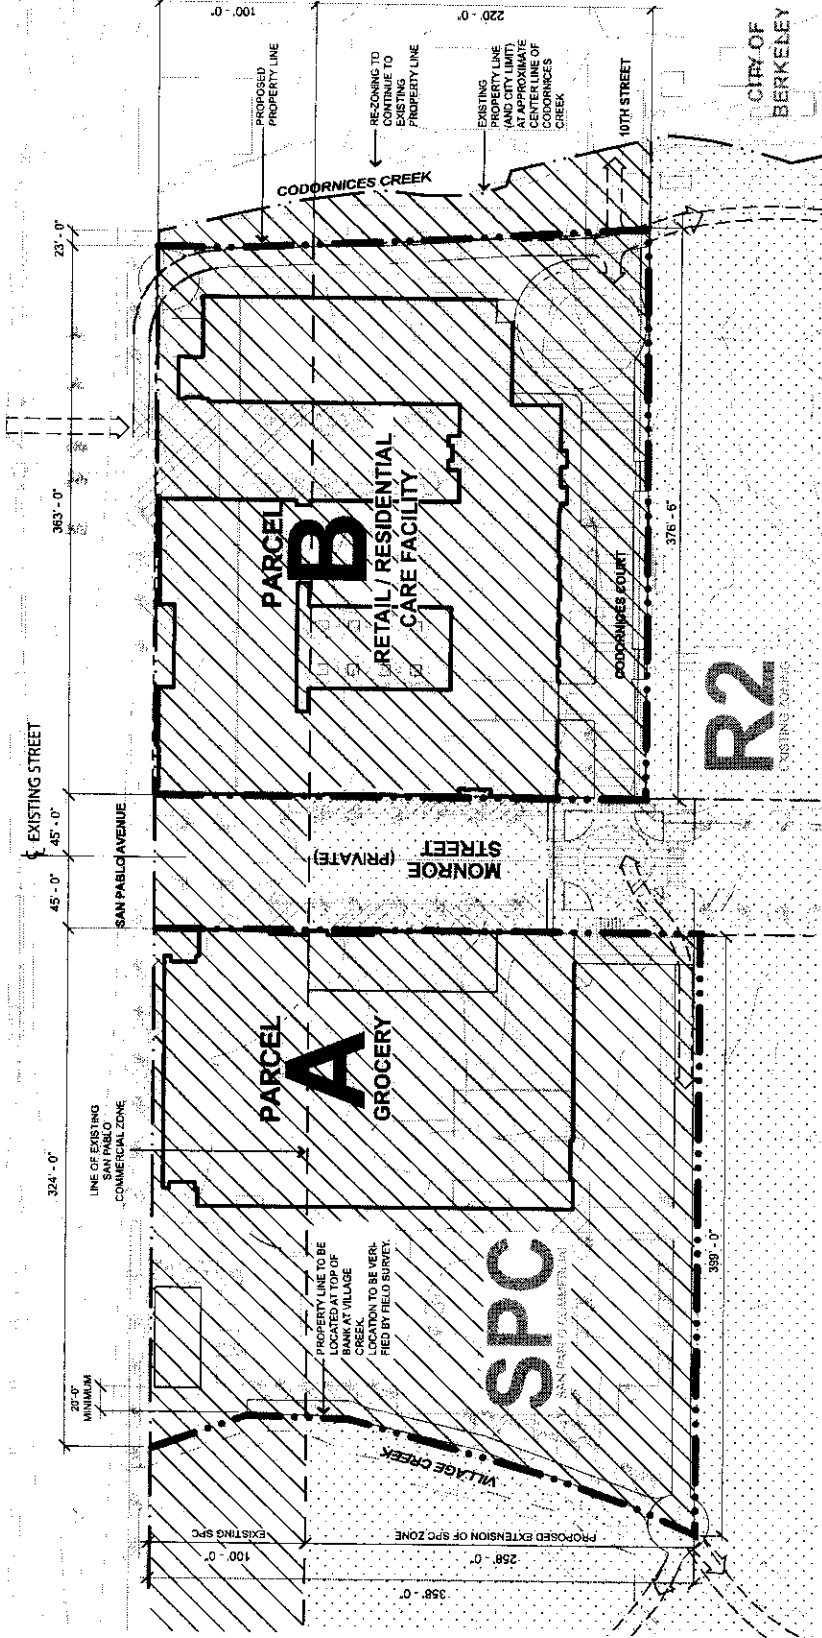 100' - 0"
220' - 0"
PROPOSED
PROPERTY LINE
RE-ZONING TO
CONTINUE TO
EXISTING
PROPERTY LINE
EXISTING
PROPERTY LINE
(AND CITY LIMIT)
AT APPROXIMATE
CENTER LINE OF
CODORNICES
CREEK
10TH STREET
CITY OF
BERKELEY
CODORNICES CREEK
23' - 0"
363' - 0"
PARCEL
B
RETAIL / RESIDENTIAL
CARE FACILITY
CODORNICES COURT
376' - 6"
R2
EXISTING ZONING
EXISTING STREET
45' - 0"
45' - 0"
SAN PABLO AVENUE
MONROE
STREET
(PRIVATE)
324' - 0"
LINE OF EXISTING
SAN PABLO
COMMERCIAL ZONE
PARCEL
A
GROCERY
PROPERTY LINE TO BE
LOCATED AT TOP OF
BANK AT VILLAGE
CREEK.
LOCATION TO BE VERI-
FIED BY FIELD SURVEY.
SPC
SAN PABLO COMMERCIAL
399' - 0"
MINIMUM
VILLAGE CREEK
EXISTING SPC
PROPOSED EXTENSION OF SPC ZONE
100' - 0"
258' - 0"
358' - 0"